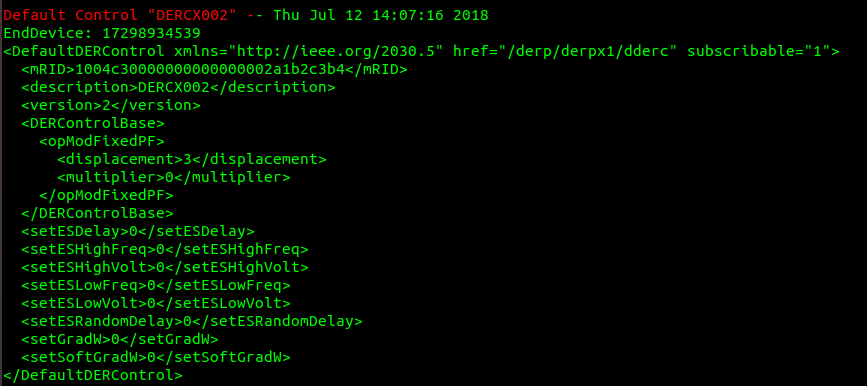 Default Control "DERCX002" -- Thu Jul 12 14:07:16 2018
EndDevice: 17298934539
<DefaultDERControl xmlns="http://ieee.org/2030.5" href="/derp/derpx1/dderc" subscribable="1">
  <mRID>1004c30000000000000002a1b2c3b4</mRID>
  <description>DERCX002</description>
  <version>2</version>
  <DERControlBase>
    <opModFixedPF>
      <displacement>3</displacement>
      <multiplier>0</multiplier>
    </opModFixedPF>
  </DERControlBase>
  <setESDelay>0</setESDelay>
  <setESHighFreq>0</setESHighFreq>
  <setESHighVolt>0</setESHighVolt>
  <setESLowFreq>0</setESLowFreq>
  <setESLowVolt>0</setESLowVolt>
  <setESRandomDelay>0</setESRandomDelay>
  <setGradW>0</setGradW>
  <setSoftGradW>0</setSoftGradW>
</DefaultDERControl>